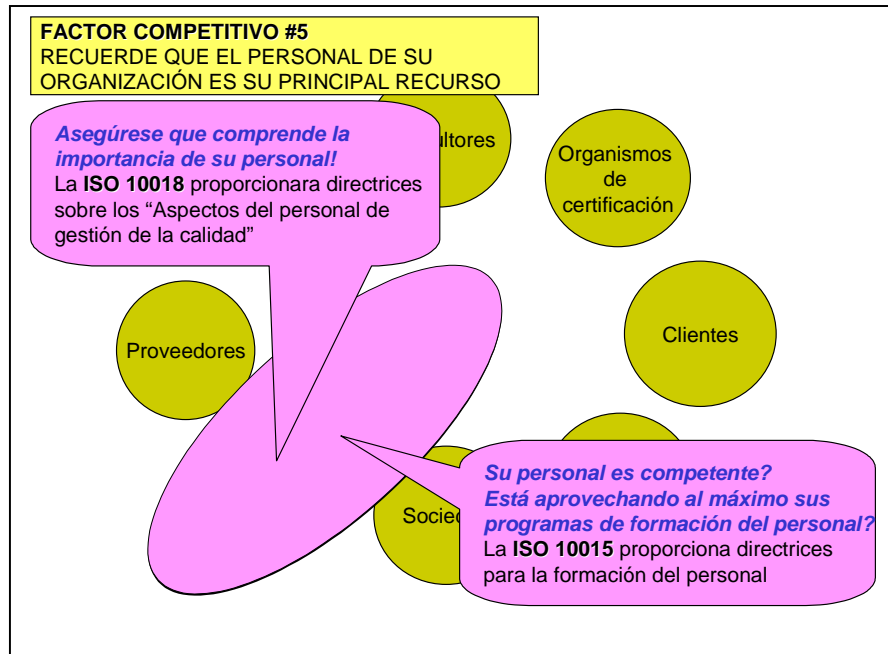 FACTOR COMPETITIVO #5
RECUERDE QUE EL PERSONAL DE SU
ORGANIZACIÓN ES SU PRINCIPAL RECURSO
Asegúrese que comprende la
importancia de su personal!
La ISO 10018 proporcionara directrices
sobre los “Aspectos del personal de
gestión de la calidad”
ultores
Organismos
de
certificación
Proveedores
Clientes
Socied
Su personal es competente?
Está aprovechando al máximo sus
programas de formación del personal?
La ISO 10015 proporciona directrices
para la formación del personal